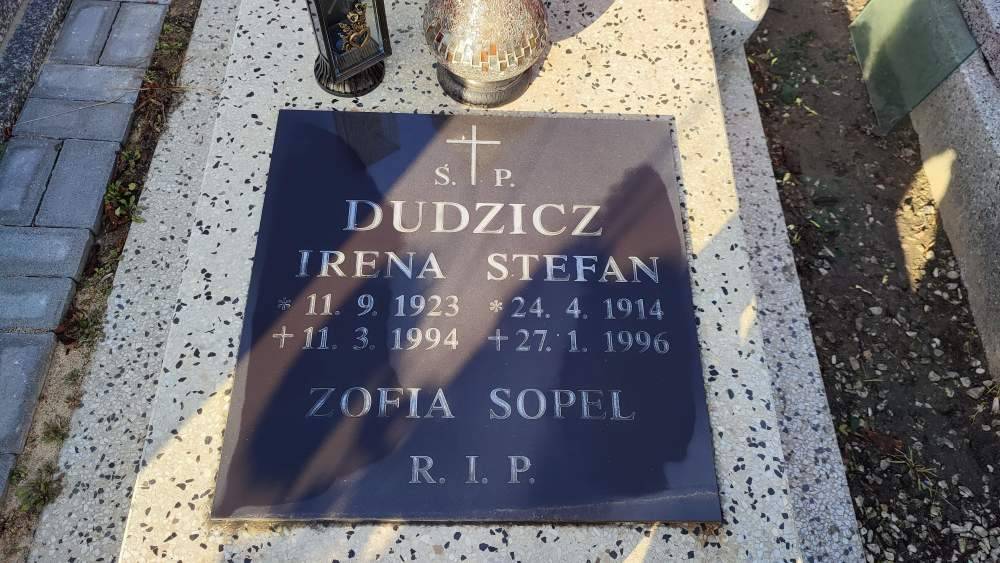 Ś. P.
DUDZICZ
IRENA STEFAN
* 11. 9. 1923 * 24. 4. 1914
+ 11. 3. 1994 + 27. 1. 1996
ZOFIA SOPEL
R. I. P.